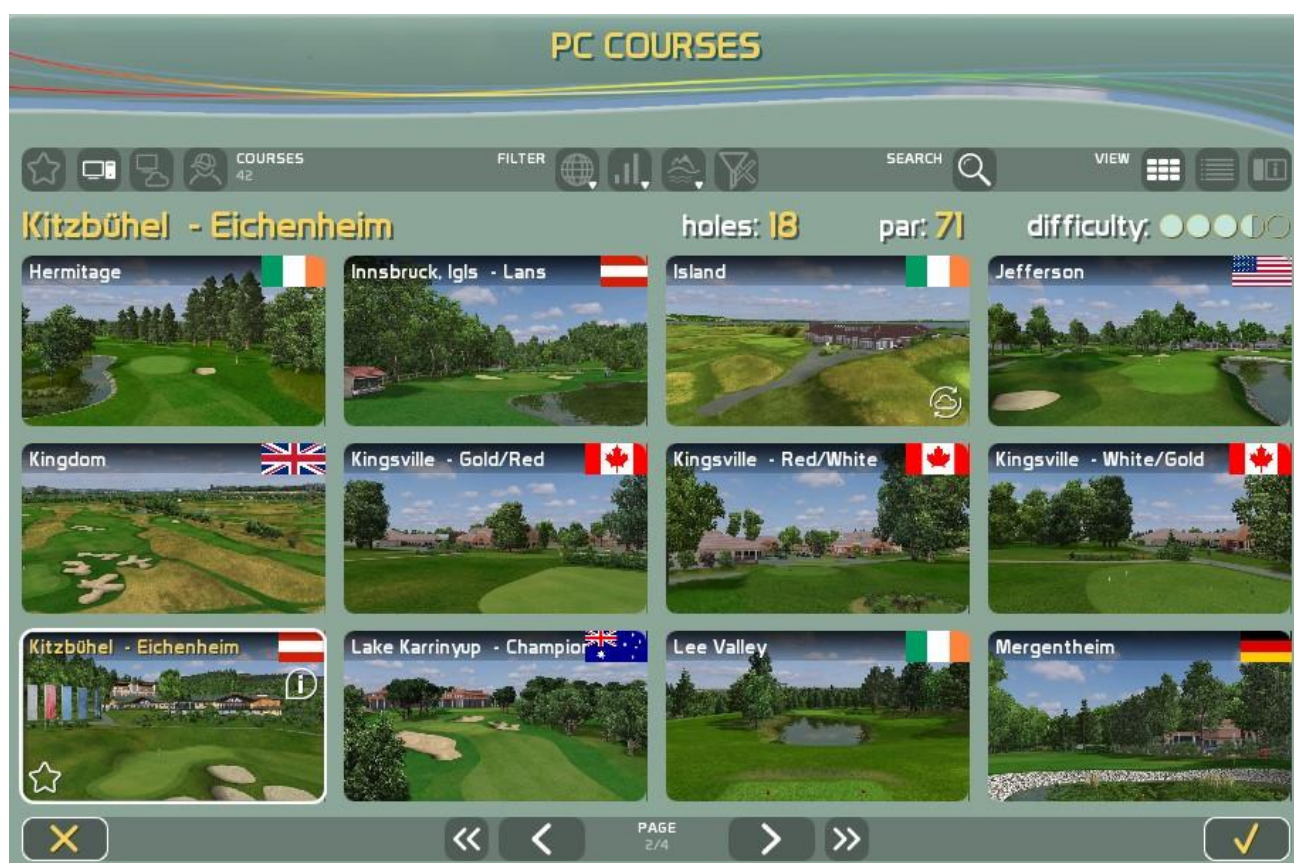 PC COURSES
COURSES
42
FILTER
SEARCH
VIEW
Kitzbühel - Eichenheim
holes: 18
par: 71
difficulty:
Hermitage
Innsbruck, Igls - Lans
Island
Jefferson
Kingdom
Kingsville - Gold/Red
Kingsville - Red/White
Kingsville - White/Gold
Kitzbühel - Eichenheim
Lake Karrinyup - Champion
Lee Valley
Mergentheim
PAGE
2/4